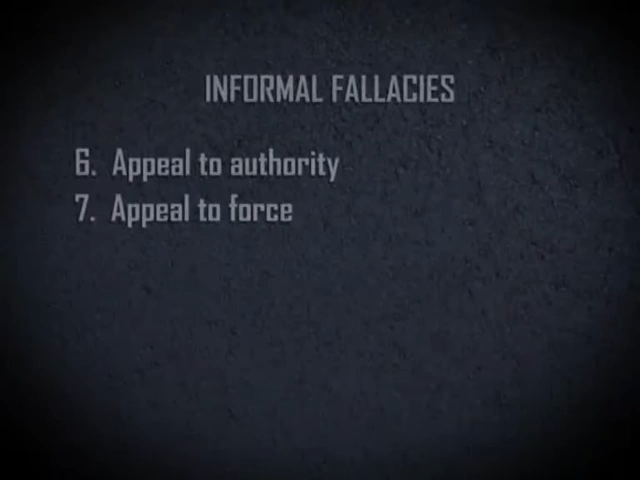 INFORMAL FALLACIES
6. Appeal to authority
7. Appeal to force